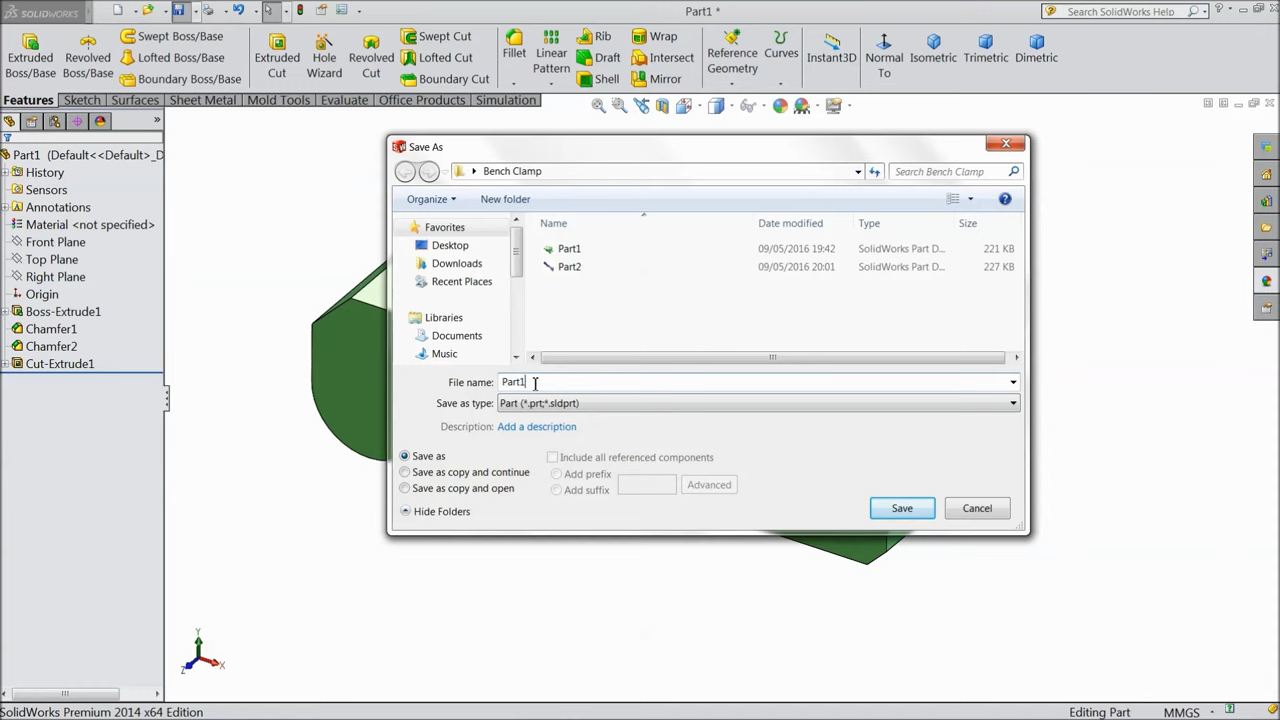 SOLIDWORKS
Part1 *
Search SolidWorks Help
Extruded Boss/Base
Revolved Boss/Base
Swept Boss/Base
Lofted Boss/Base
Boundary Boss/Base
Extruded Cut
Hole Wizard
Revolved Cut
Swept Cut
Lofted Cut
Boundary Cut
Fillet
Linear Pattern
Rib
Draft
Shell
Wrap
Intersect
Mirror
Reference Geometry
Curves
Instant3D
Normal To
Isometric
Trimetric
Dimetric
Features
Sketch
Surfaces
Sheet Metal
Mold Tools
Evaluate
Office Products
Simulation
Part1 (Default<<Default>_D
History
Sensors
Annotations
Material <not specified>
Front Plane
Top Plane
Right Plane
Origin
Boss-Extrude1
Chamfer1
Chamfer2
Cut-Extrude1
Save As
Bench Clamp
Search Bench Clamp
Organize
New folder
Favorites
Desktop
Downloads
Recent Places
Libraries
Documents
Music
Name Date modified Type Size
Part1 09/05/2016 19:42 SolidWorks Part D... 221 KB
Part2 09/05/2016 20:01 SolidWorks Part D... 227 KB
File name: Part1
Save as type: Part (*.prt;*.sldprt)
Description: Add a description
Save as
Save as copy and continue
Save as copy and open
Include all referenced components
Add prefix
Add suffix
Advanced
Hide Folders
Save
Cancel
Y
X
Z
SolidWorks Premium 2014 x64 Edition
Editing Part
MMGS